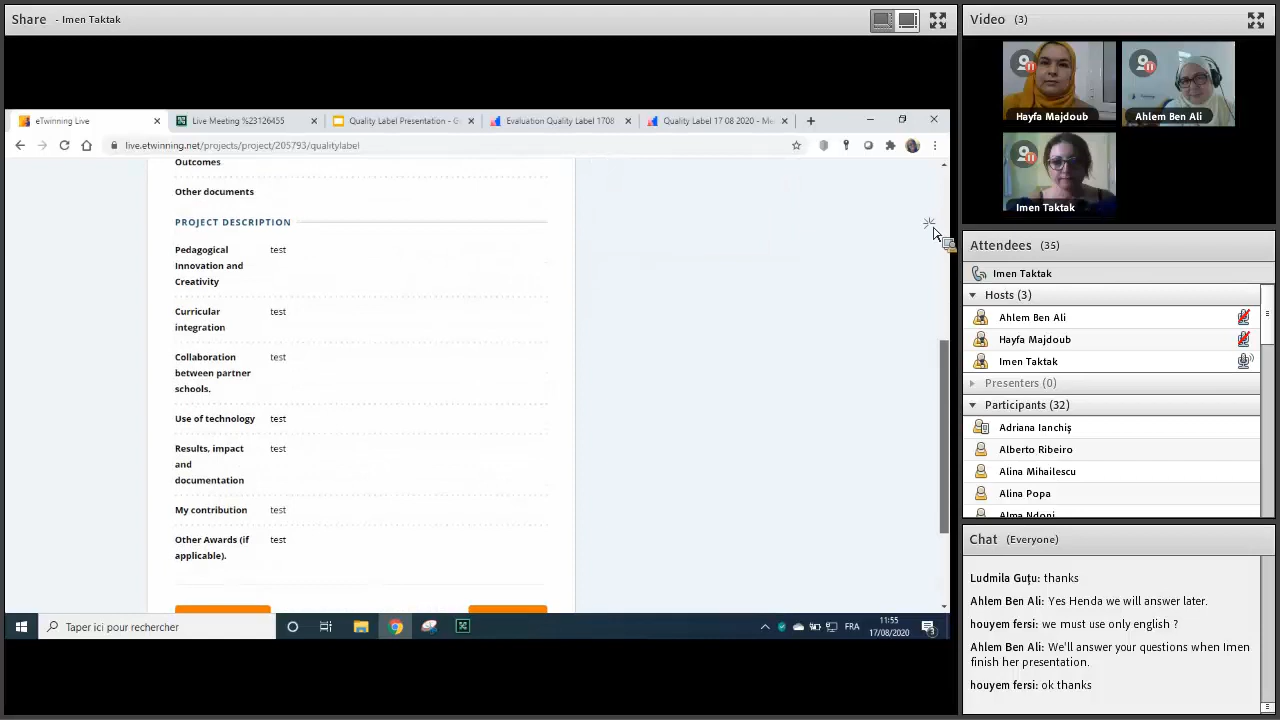 Share - Imen Taktak
eTwinning Live
Live Meeting %23126455
Quality Label Presentation - G
Evaluation Quality Label 1708
Quality Label 17 08 2020 - Me
live.etwinning.net/projects/project/205793/qualitylabel
Outcomes
Other documents
PROJECT DESCRIPTION
Pedagogical test
Innovation and
Creativity
Curricular test
integration
Collaboration test
between partner
schools.
Use of technology test
Results, impact test
and
documentation
My contribution test
Other Awards (if test
applicable).
Taper ici pour rechercher
FRA
11:55
17/08/2020
3
Video (3)
Hayfa Majdoub
Ahlem Ben Ali
Imen Taktak
Attendees (35)
Imen Taktak
Hosts (3)
Ahlem Ben Ali
Hayfa Majdoub
Imen Taktak
Presenters (0)
Participants (32)
Adriana Ianchiș
Alberto Ribeiro
Alina Mihailescu
Alina Popa
Alma Ndoni
Chat (Everyone)
Ludmila Guțu: thanks
Ahlem Ben Ali: Yes Henda we will answer later.
houyem fersi: we must use only english ?
Ahlem Ben Ali: We'll answer your questions when Imen
finish her presentation.
houyem fersi: ok thanks